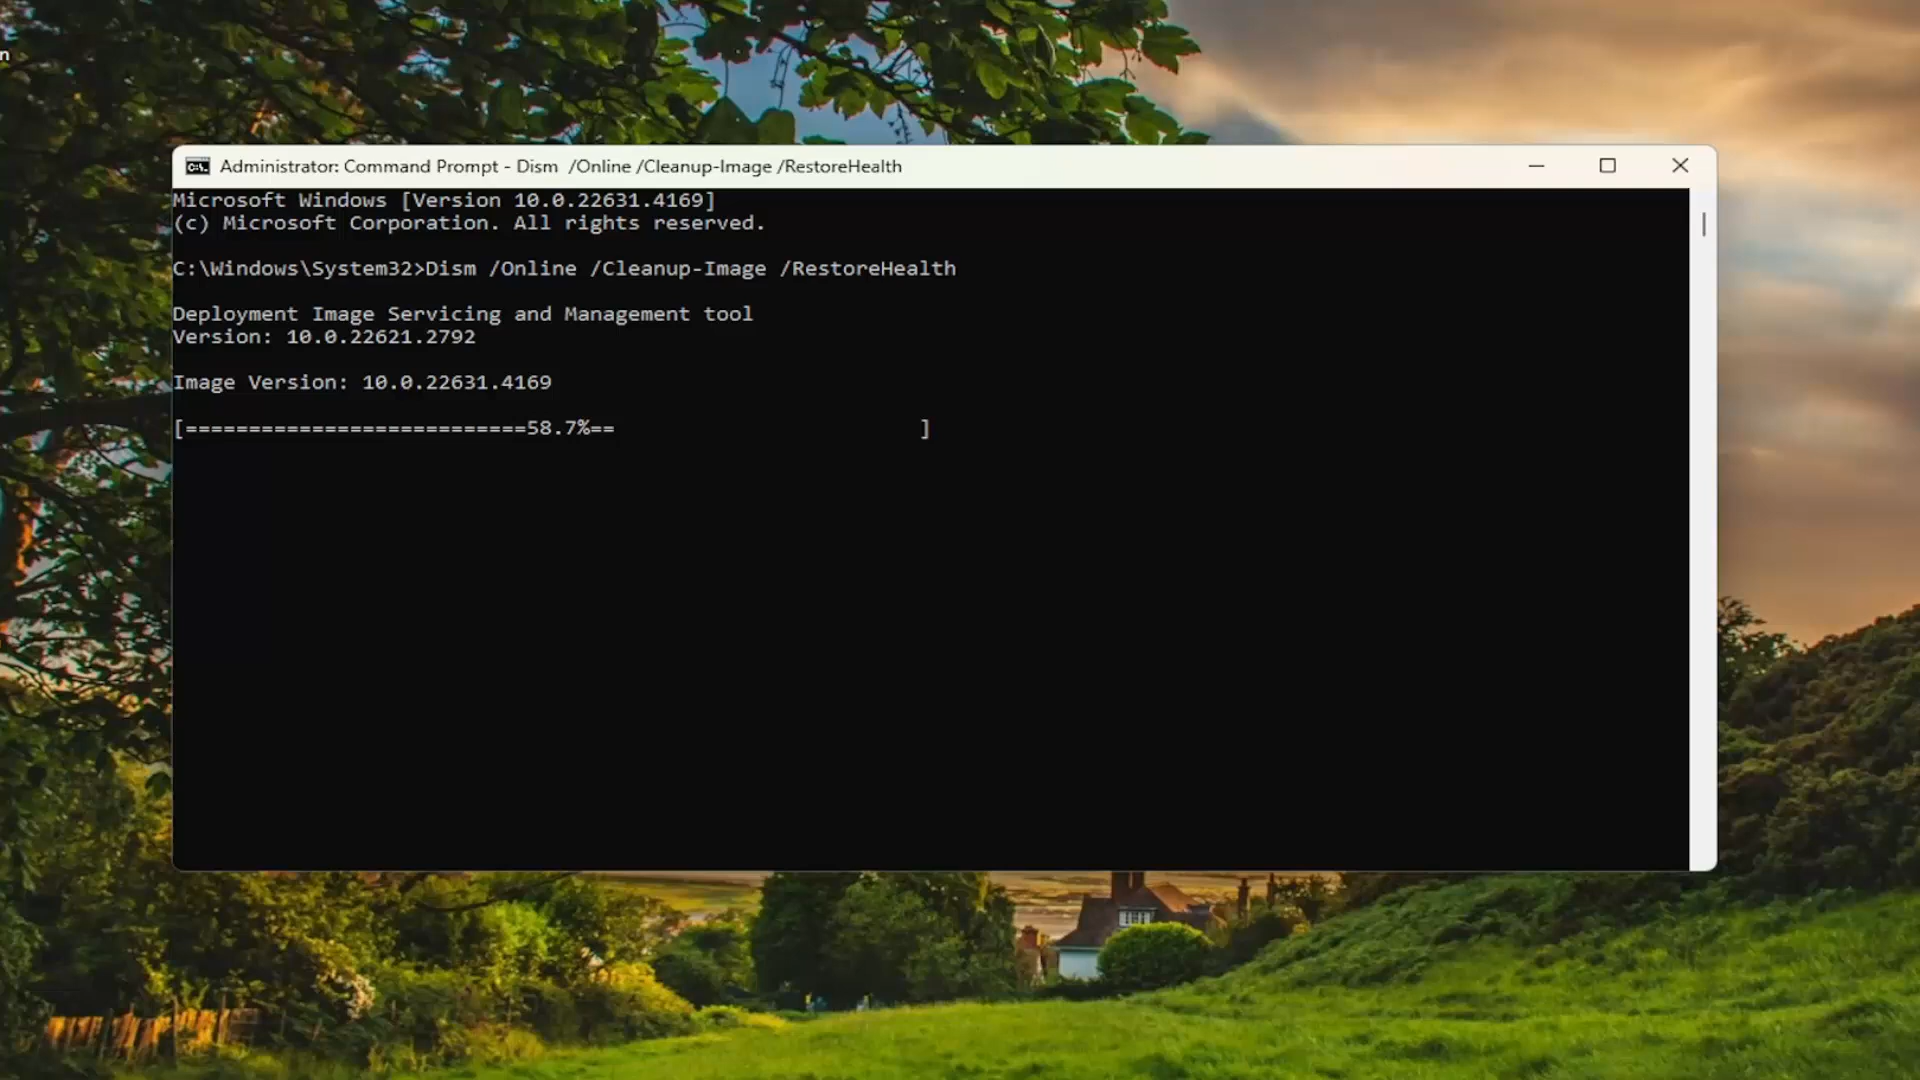 n
Administrator: Command Prompt - Dism  /Online /Cleanup-Image /RestoreHealth
Microsoft Windows [Version 10.0.22631.4169]
(c) Microsoft Corporation. All rights reserved.
C:\Windows\System32>Dism /Online /Cleanup-Image /RestoreHealth
Deployment Image Servicing and Management tool
Version: 10.0.22621.2792
Image Version: 10.0.22631.4169
[===========================58.7%==                        ]